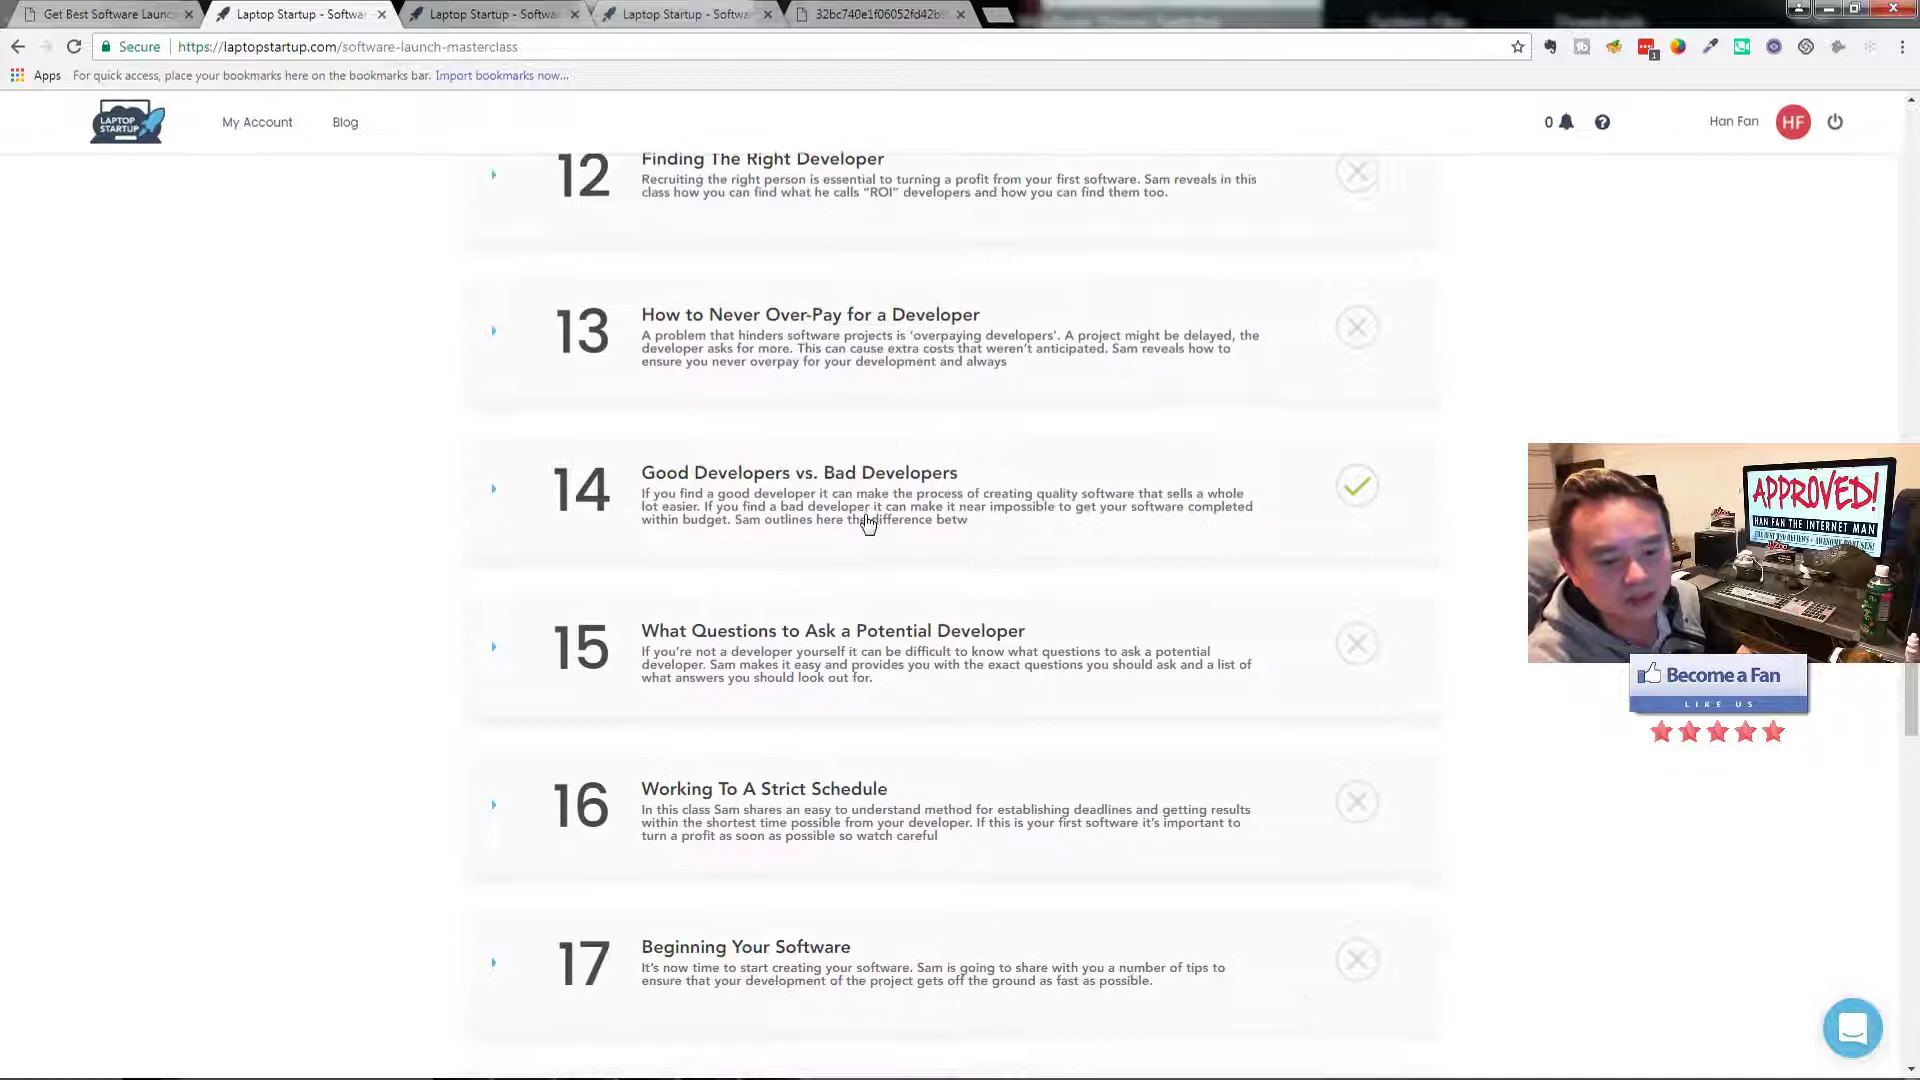 Get Best Software Launc
Laptop Startup - Softwa
Laptop Startup - Softwa
Laptop Startup - Softwa
32bc740e1f06052fd42b
Secure
https://laptopstartup.com/software-launch-masterclass
1
Apps
For quick access, place your bookmarks here on the bookmarks bar. Import bookmarks now...
LAPTOP
STARTUP
My Account
Blog
0
Han Fan
HF
12
Finding The Right Developer
Recruiting the right person is essential to turning a profit from your first software. Sam reveals in this
class how you can find what he calls “ROI” developers and how you can find them too.
13
How to Never Over-Pay for a Developer
A problem that hinders software projects is ‘overpaying developers’. A project might be delayed, the
developer asks for more. This can cause extra costs that weren’t anticipated. Sam reveals how to
ensure you never overpay for your development and always
14
Good Developers vs. Bad Developers
If you find a good developer it can make the process of creating quality software that sells a whole
lot easier. If you find a bad developer it can make it near impossible to get your software completed
within budget. Sam outlines here the difference betw
15
What Questions to Ask a Potential Developer
If you’re not a developer yourself it can be difficult to know what questions to ask a potential
developer. Sam makes it easy and provides you with the exact questions you should ask and a list of
what answers you should look out for.
16
Working To A Strict Schedule
In this class Sam shares an easy to understand method for establishing deadlines and getting results
within the shortest time possible from your developer. If this is your first software it’s important to
turn a profit as soon as possible so watch careful
17
Beginning Your Software
It’s now time to start creating your software. Sam is going to share with you a number of tips to
ensure that your development of the project gets off the ground as fast as possible.
APPROVED!
HAN FAN THE INTERNET MAN
Become a Fan
LIKE US